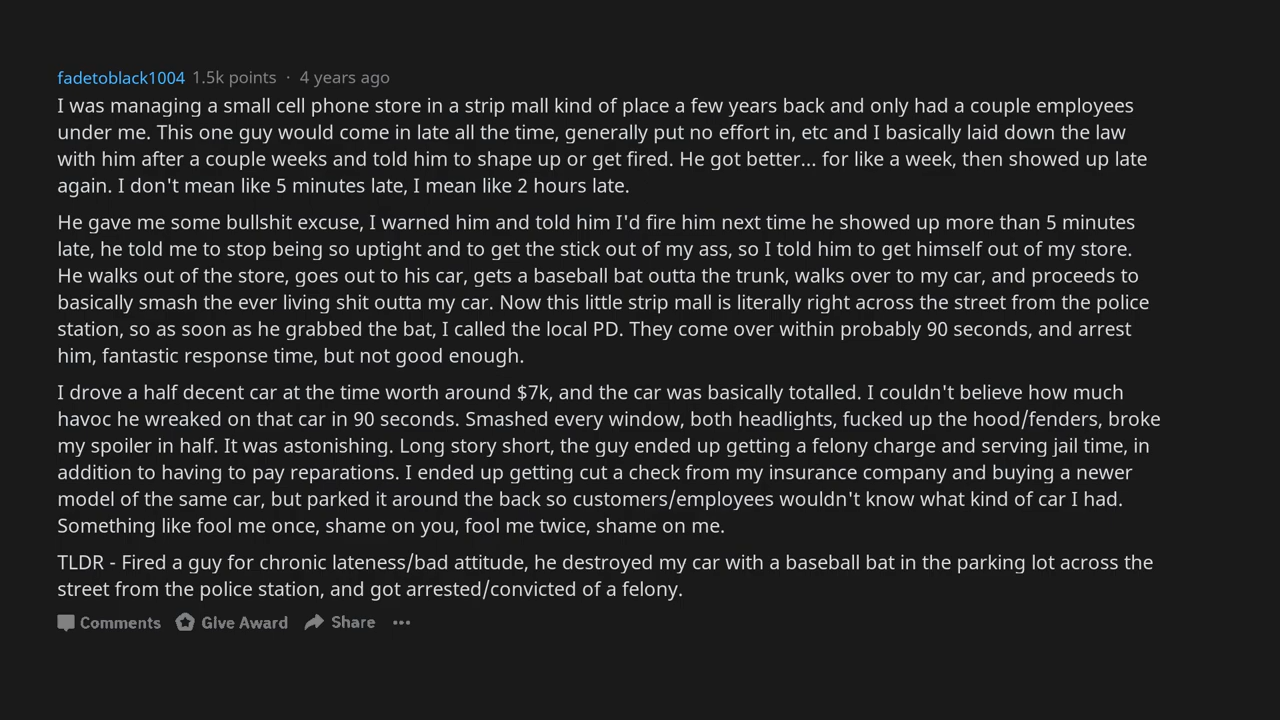 fadetoblack1004 1.5k points · 4 years ago
I was managing a small cell phone store in a strip mall kind of place a few years back and only had a couple employees
under me. This one guy would come in late all the time, generally put no effort in, etc and I basically laid down the law
with him after a couple weeks and told him to shape up or get fired. He got better... for like a week, then showed up late
again. I don't mean like 5 minutes late, I mean like 2 hours late.
He gave me some bullshit excuse, I warned him and told him I'd fire him next time he showed up more than 5 minutes
late, he told me to stop being so uptight and to get the stick out of my ass, so I told him to get himself out of my store.
He walks out of the store, goes out to his car, gets a baseball bat outta the trunk, walks over to my car, and proceeds to
basically smash the ever living shit outta my car. Now this little strip mall is literally right across the street from the police
station, so as soon as he grabbed the bat, I called the local PD. They come over within probably 90 seconds, and arrest
him, fantastic response time, but not good enough.
I drove a half decent car at the time worth around $7k, and the car was basically totalled. I couldn't believe how much
havoc he wreaked on that car in 90 seconds. Smashed every window, both headlights, fucked up the hood/fenders, broke
my spoiler in half. It was astonishing. Long story short, the guy ended up getting a felony charge and serving jail time, in
addition to having to pay reparations. I ended up getting cut a check from my insurance company and buying a newer
model of the same car, but parked it around the back so customers/employees wouldn't know what kind of car I had.
Something like fool me once, shame on you, fool me twice, shame on me.
TLDR - Fired a guy for chronic lateness/bad attitude, he destroyed my car with a baseball bat in the parking lot across the
street from the police station, and got arrested/convicted of a felony.
Comments Give Award Share